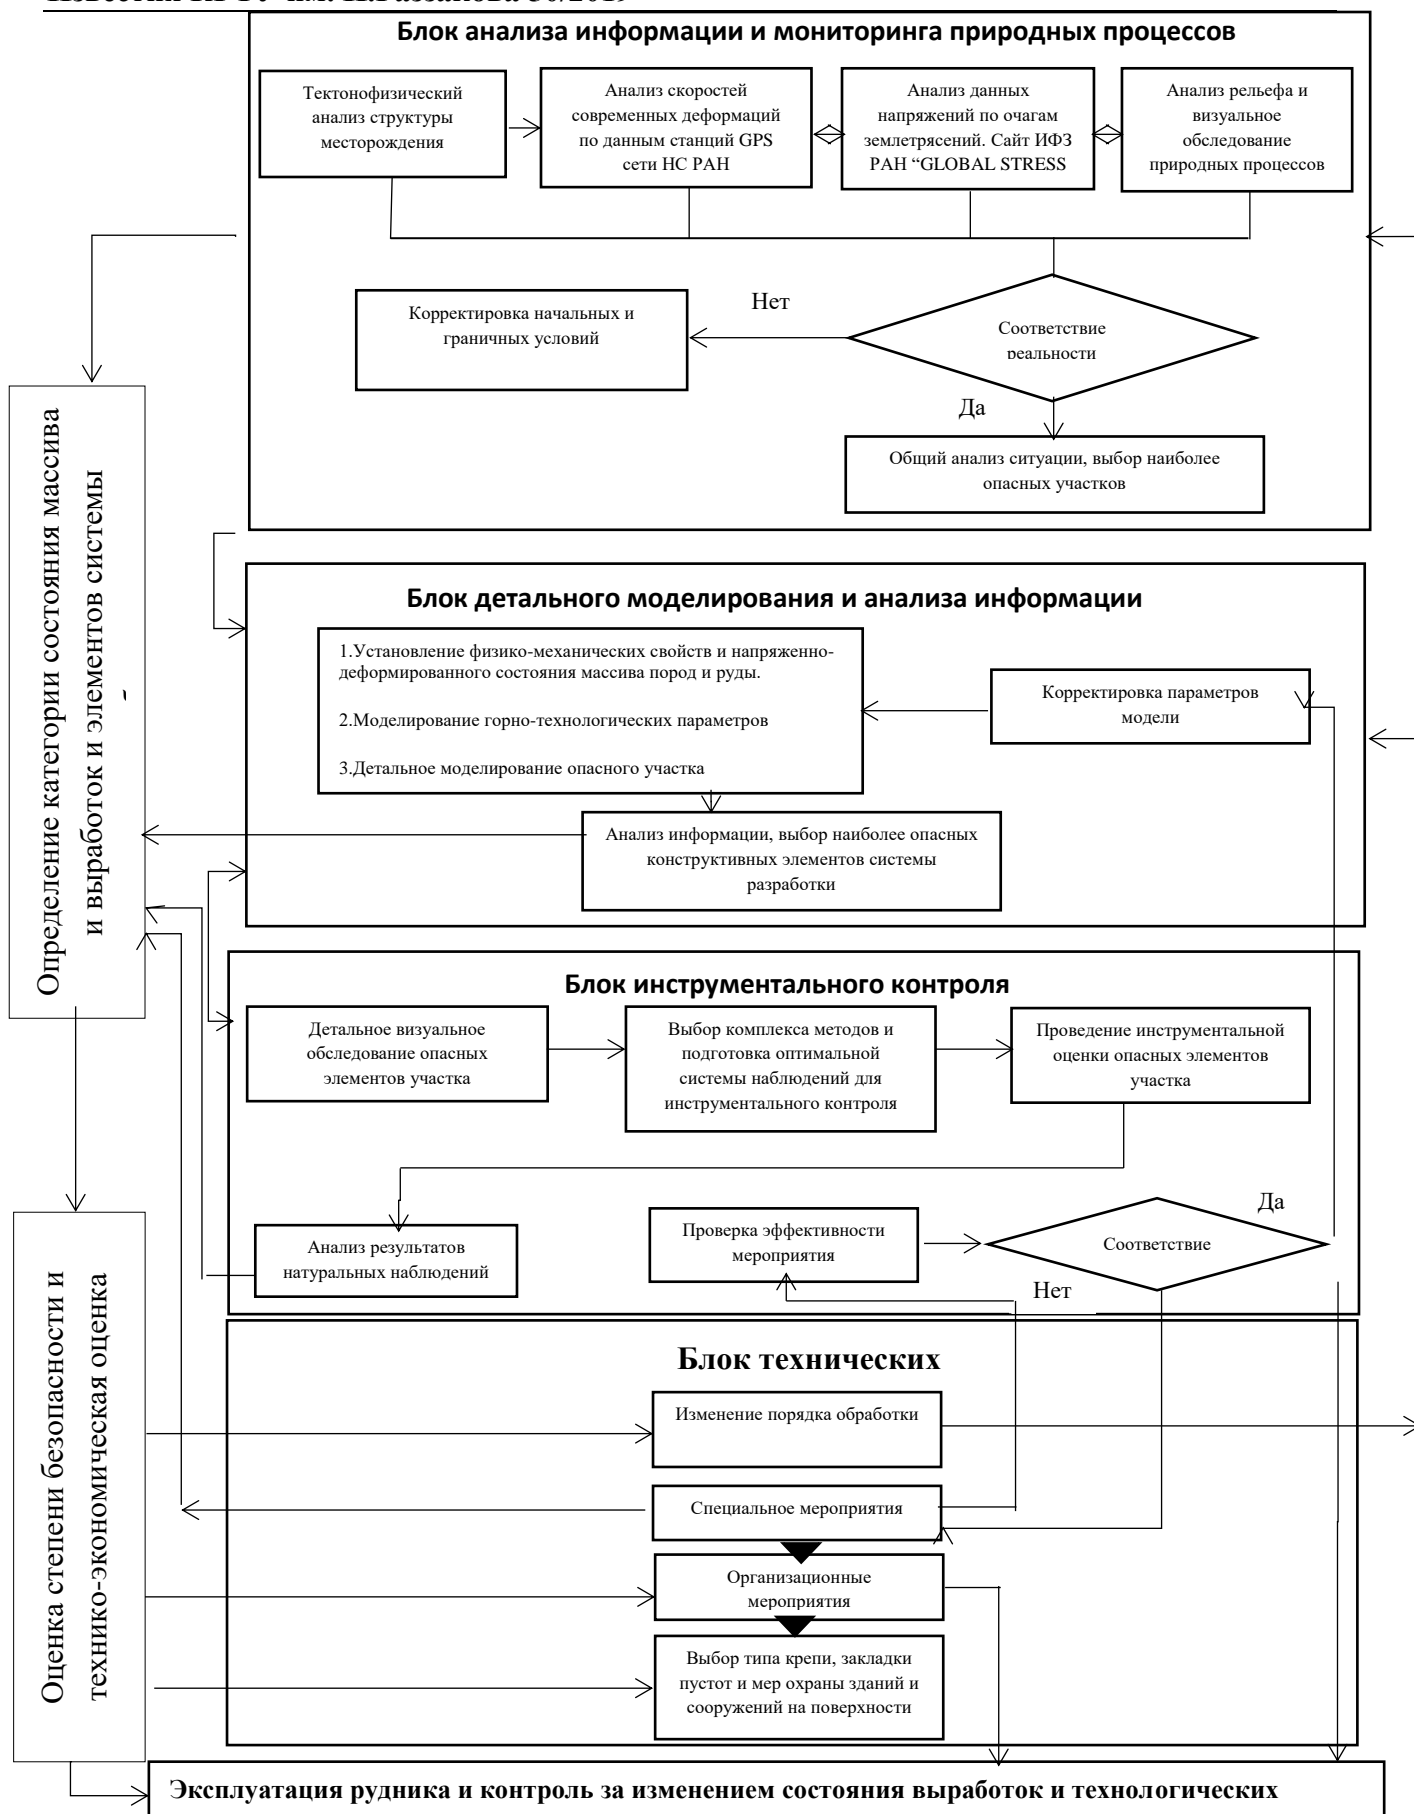 Блок анализа информации и мониторинга природных процессов
Тектонофизический
анализ структуры
месторождения
Анализ скоростей
современных деформаций
по данным станций GPS
сети НС РАН
Анализ данных
напряжений по очагам
землетрясений. Сайт ИФЗ
РАН “GLOBAL STRESS
Анализ рельефа и
визуальное
обследование
природных процессов
Корректировка начальных и
граничных условий
Нет
Соответствие
реальности
Да
Общий анализ ситуации, выбор наиболее
опасных участков
Определение категории состояния массива
и выработок и элементов системы
Блок детального моделирования и анализа информации
1.Установление физико-механических свойств и напряженно-
деформированного состояния массива пород и руды.
2.Моделирование горно-технологических параметров
3.Детальное моделирование опасного участка
Корректировка параметров
модели
Анализ информации, выбор наиболее опасных
конструктивных элементов системы
разработки
Блок инструментального контроля
Детальное визуальное
обследование опасных
элементов участка
Выбор комплекса методов и
подготовка оптимальной
системы наблюдений для
инструментального контроля
Проведение инструментальной
оценки опасных элементов
участка
Анализ результатов
натуральных наблюдений
Проверка эффективности
мероприятия
Соответствие
Да
Нет
Оценка степени безопасности и
технико-экономическая оценка
Блок технических
Изменение порядка обработки
Специальное мероприятия
Организационные
мероприятия
Выбор типа крепи, закладки
пустот и мер охраны зданий и
сооружений на поверхности
Эксплуатация рудника и контроль за изменением состояния выработок и технологических